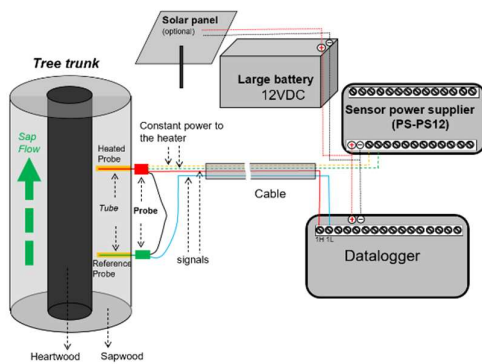 Solar panel
(optional)
Tree trunk
Large battery
12VDC
Sensor power supplier
(PS-PS12)
Constant power to
the heater
Sap
Flow
Heated
Probe
Tube
Probe
Cable
signals
1H 1L
Datalogger
Reference
Probe
Heartwood
Sapwood